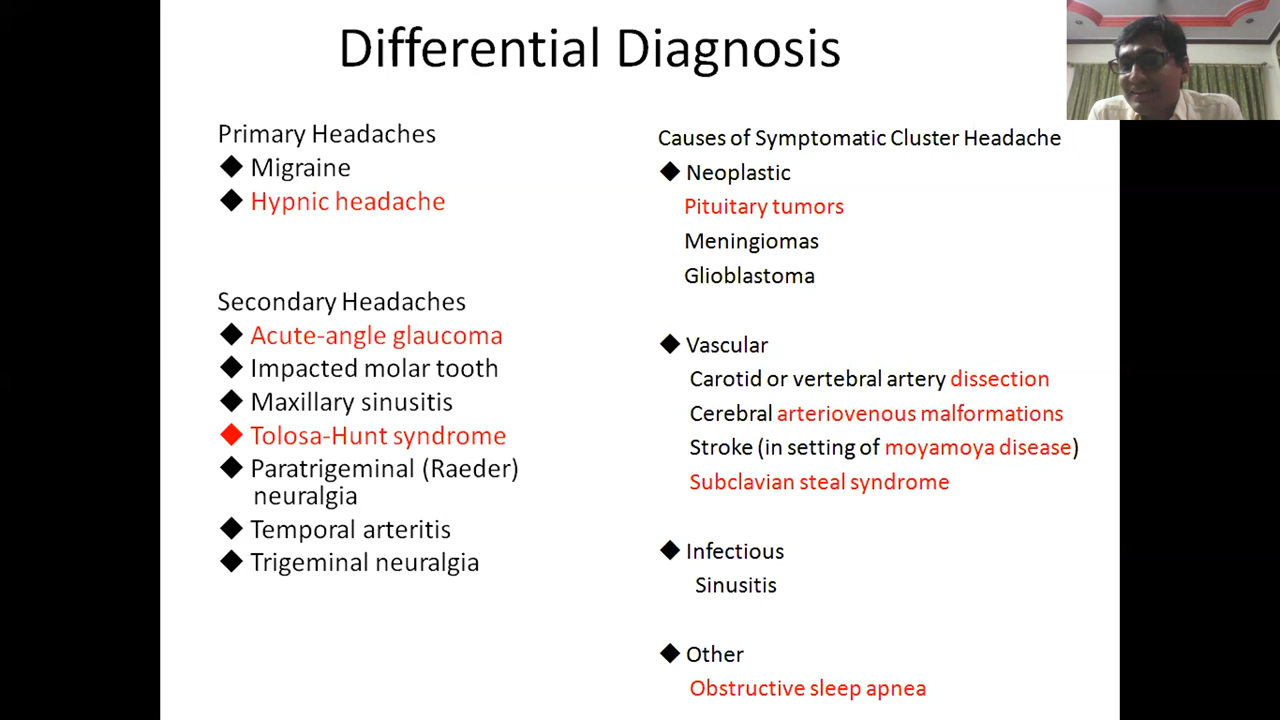 Differential Diagnosis
Primary Headaches
Migraine
Hypnic headache
Secondary Headaches
Acute-angle glaucoma
Impacted molar tooth
Maxillary sinusitis
Tolosa-Hunt syndrome
Paratrigeminal (Raeder)
neuralgia
Temporal arteritis
Trigeminal neuralgia
Causes of Symptomatic Cluster Headache
Neoplastic
Pituitary tumors
Meningiomas
Glioblastoma
Vascular
Carotid or vertebral artery dissection
Cerebral arteriovenous malformations
Stroke (in setting of moyamoya disease)
Subclavian steal syndrome
Infectious
Sinusitis
Other
Obstructive sleep apnea